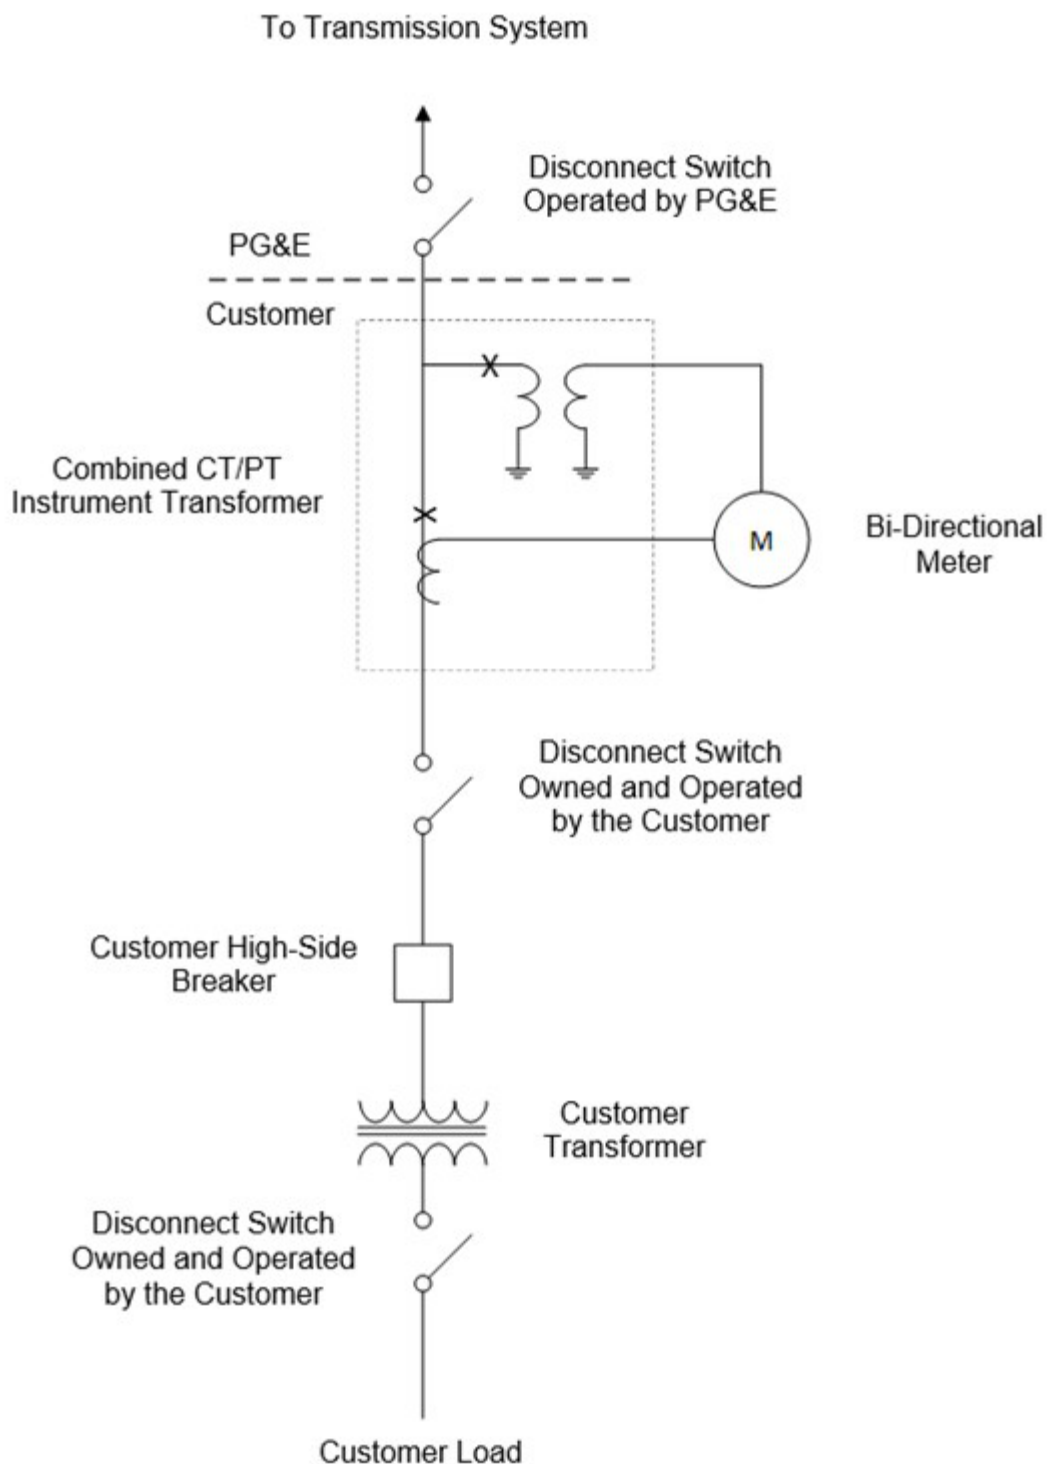 To Transmission System
Disconnect Switch
Operated by PG&E
PG&E
Customer
Combined CT/PT
Instrument Transformer
M
Bi-Directional
Meter
Disconnect Switch
Owned and Operated
by the Customer
Customer High-Side
Breaker
Customer
Transformer
Disconnect Switch
Owned and Operated
by the Customer
Customer Load